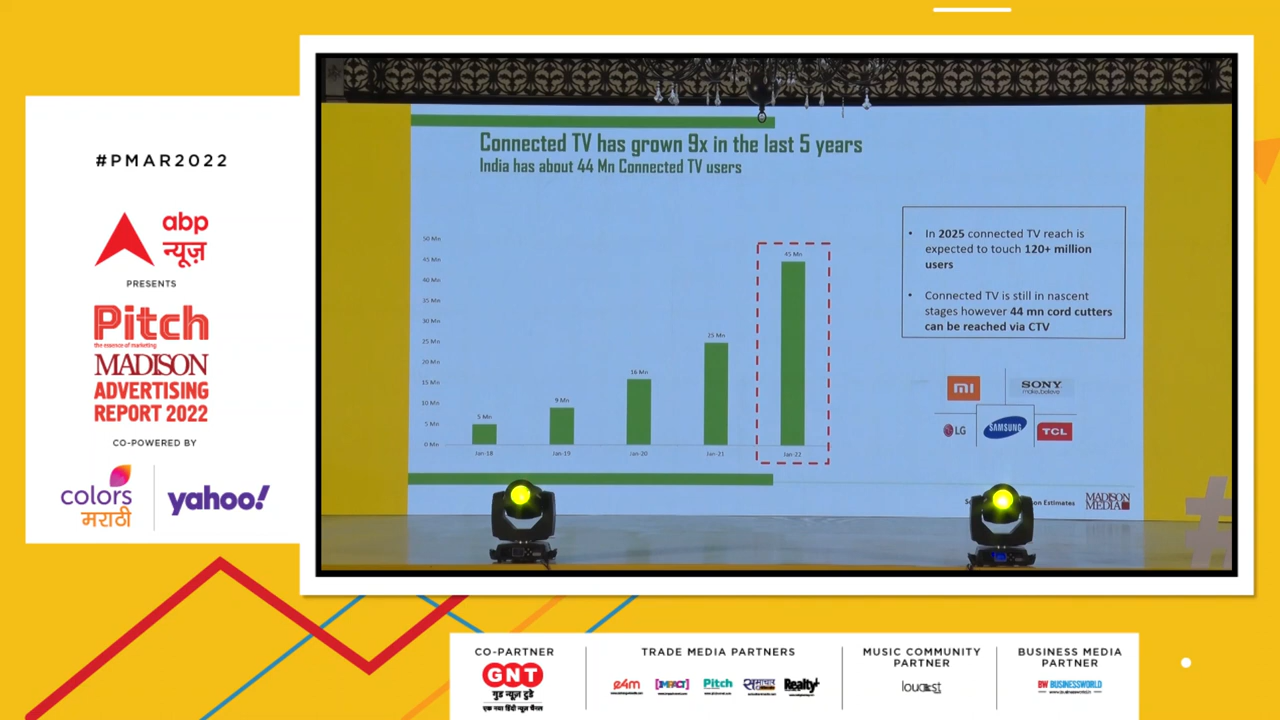 #PMAR2022
abp
न्यूज़
PRESENTS
Pitch
the essence of marketing
MADISON
ADVERTISING
REPORT 2022
CO-POWERED BY
colors
मराठी
yahoo!
Connected TV has grown 9x in the last 5 years
India has about 44 Mn Connected TV users
50 Mn
45 Mn
40 Mn
35 Mn
30 Mn
25 Mn
20 Mn
15 Mn
10 Mn
5 Mn
0 Mn
5 Mn
9 Mn
16 Mn
25 Mn
45 Mn
Jan-18
Jan-19
Jan-20
Jan-21
Jan-22
• In 2025 connected TV reach is
expected to touch 120+ million
users
• Connected TV is still in nascent
stages however 44 mn cord cutters
can be reached via CTV
MI
SONY
make.believe
LG
SAMSUNG
TCL
Estimates
MADISON
MEDIA
#
CO-PARTNER
GNT
गुड न्यूज़ टुडे
एक नया हिंदी न्यूज़ चैनल
TRADE MEDIA PARTNERS
e4m
[IMPACT]
Pitch
समाचार
Realty+
MUSIC COMMUNITY
PARTNER
BUSINESS MEDIA
PARTNER
BW BUSINESSWORLD